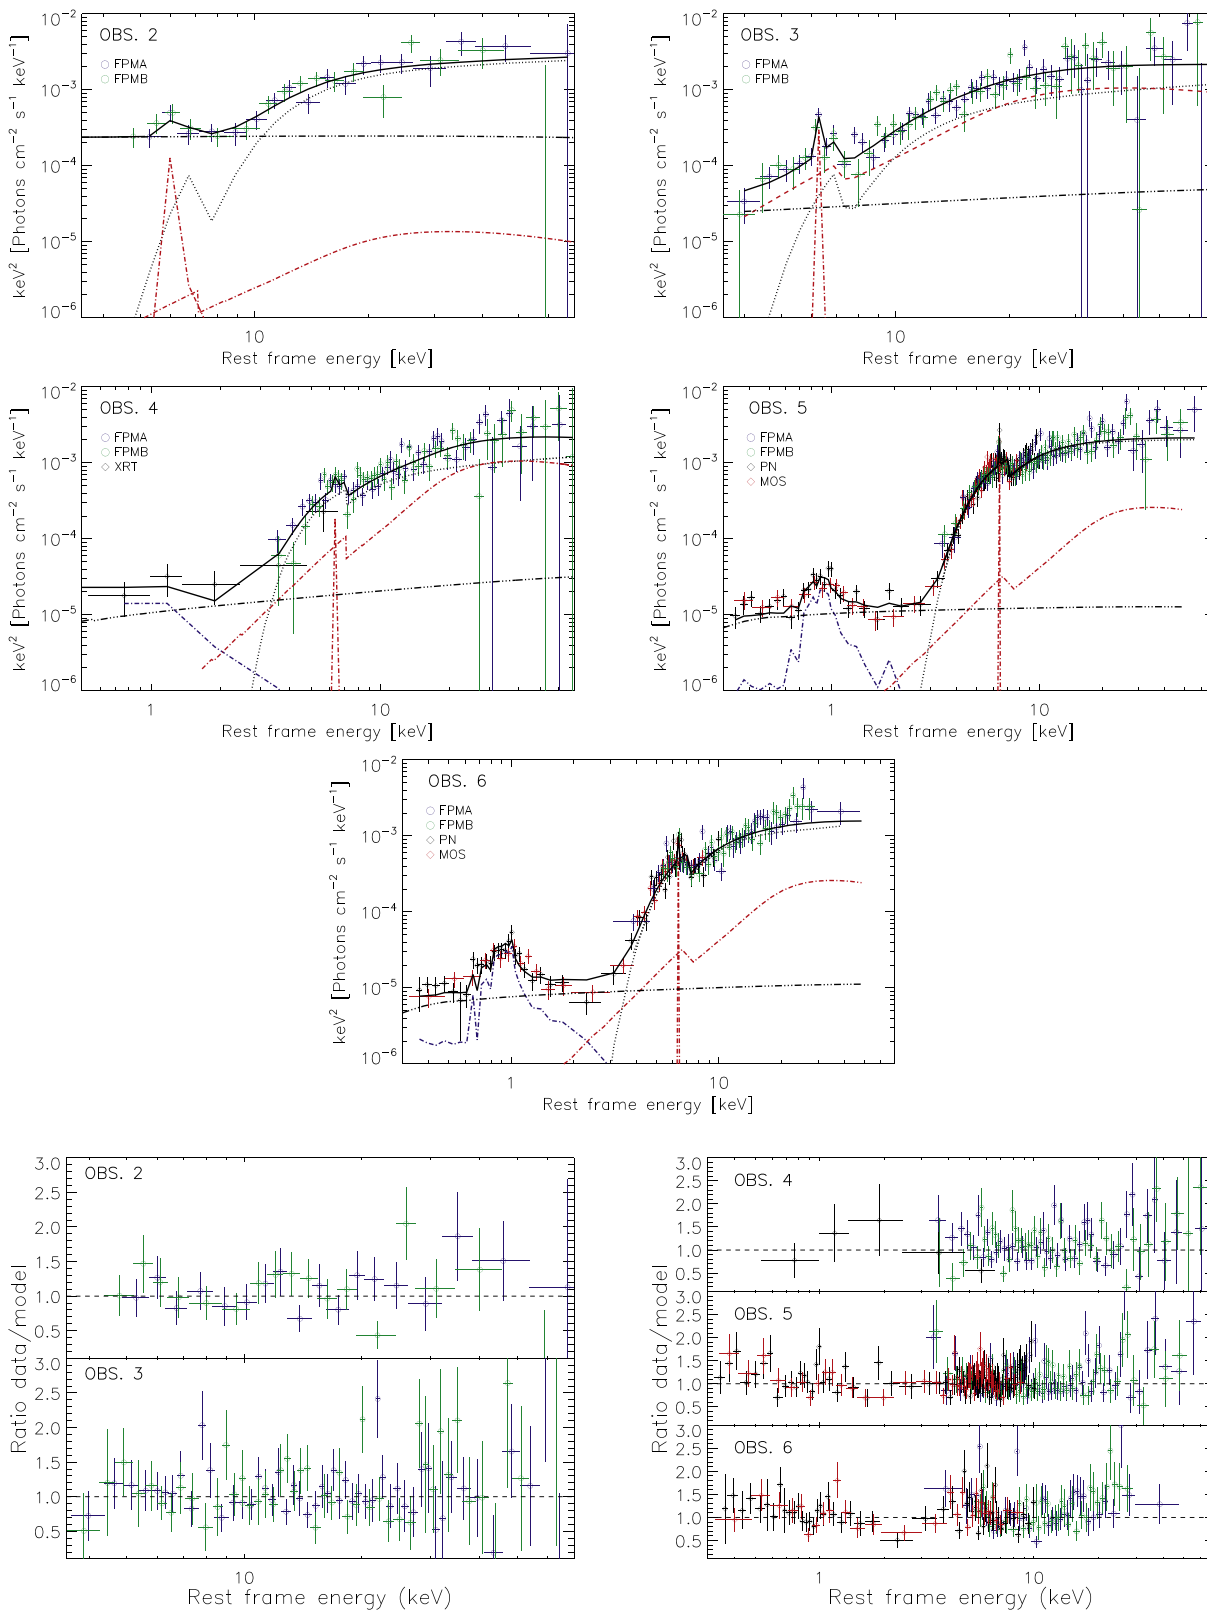 OBS. 2
FPMA
FPMB
10⁻²
10⁻³
10⁻⁴
10⁻⁵
10⁻⁶
keV² [Photons cm⁻² s⁻¹ keV⁻¹]
10
Rest frame energy [keV]
OBS. 3
FPMA
FPMB
10⁻²
10⁻³
10⁻⁴
10⁻⁵
10⁻⁶
keV² [Photons cm⁻² s⁻¹ keV⁻¹]
10
Rest frame energy [keV]
OBS. 4
FPMA
FPMB
XRT
10⁻²
10⁻³
10⁻⁴
10⁻⁵
10⁻⁶
keV² [Photons cm⁻² s⁻¹ keV⁻¹]
1 10
Rest frame energy [keV]
OBS. 5
FPMA
FPMB
PN
MOS
10⁻²
10⁻³
10⁻⁴
10⁻⁵
10⁻⁶
keV² [Photons cm⁻² s⁻¹ keV⁻¹]
1 10
Rest frame energy [keV]
OBS. 6
FPMA
FPMB
PN
MOS
10⁻²
10⁻³
10⁻⁴
10⁻⁵
10⁻⁶
keV² [Photons cm⁻² s⁻¹ keV⁻¹]
1 10
Rest frame energy [keV]
OBS. 2
3.0
2.5
2.0
1.5
1.0
0.5
OBS. 3
3.0
2.5
2.0
1.5
1.0
0.5
Ratio data/model
10
Rest frame energy (keV)
OBS. 4
3.0
2.5
2.0
1.5
1.0
0.5
OBS. 5
3.0
2.5
2.0
1.5
1.0
0.5
OBS. 6
3.0
2.5
2.0
1.5
1.0
0.5
Ratio data/model
1 10
Rest frame energy (keV)